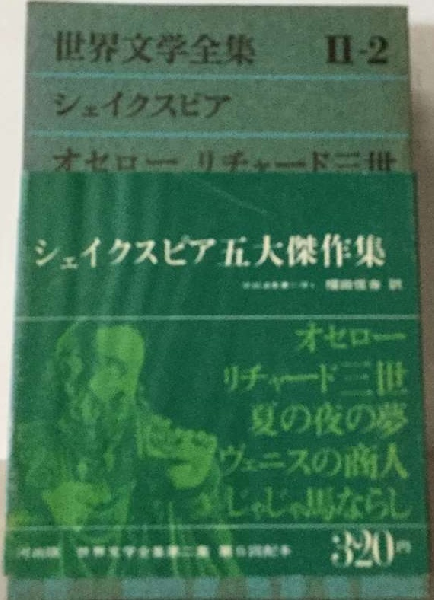 世界文学全集 II-2
シェイクスピア
オセロー リチャード三世
シェイクスピア五大傑作集
福田恆存 訳
オセロー
リチャード三世
夏の夜の夢
ヴェニスの商人
じゃじゃ馬ならし
世界文学全集第二集 回配本 320円